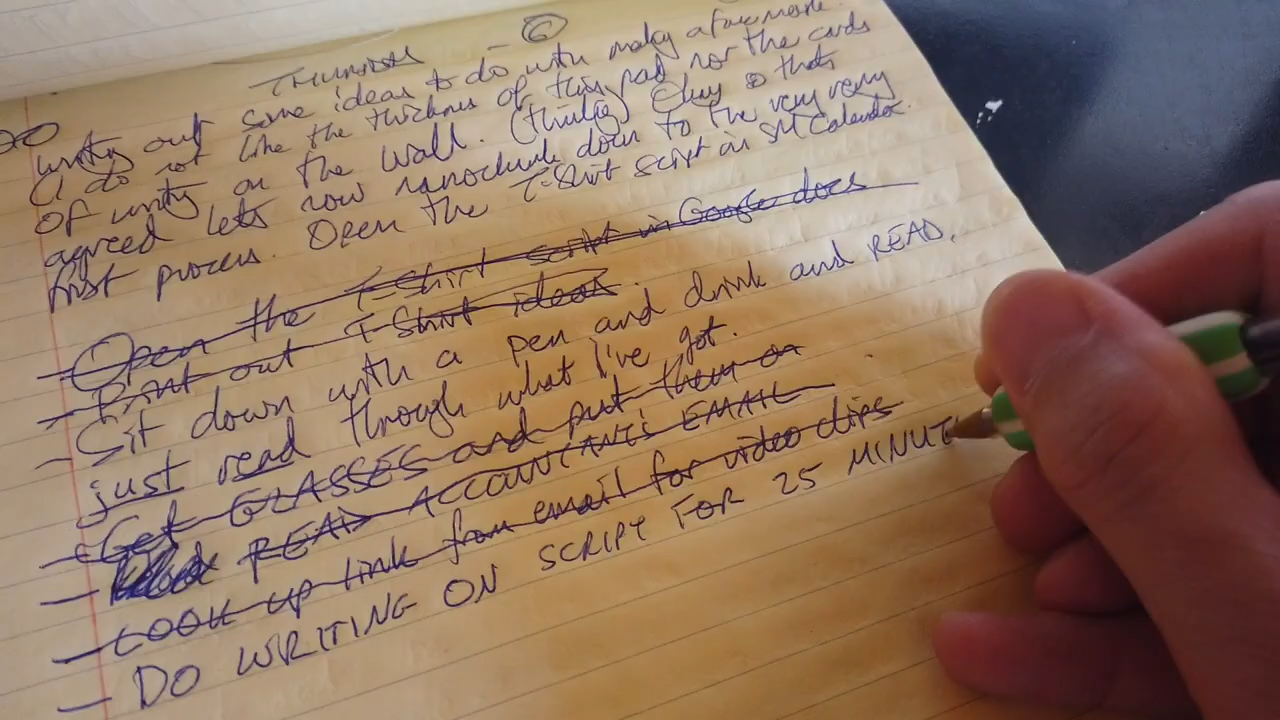 THURSDAY 6
writing out some ideas to do with making a few more.
(I do not like the thickness of this pad nor the cards
of writing on the wall. (thinking) Okay so that's
agreed let's now nanochunk down to the very very
first process. Open the T-Shirt script in SM Calendar.
- Open the T-Shirt script in Google docs
- Print out T-Shirt ideas.
- Sit down with a pen and drink and READ.
just read through what I've got.
- Get GLASSES and put them on
- READ ACCOUNTANT'S EMAIL
- LOOK up link from email for video clips
- DO WRITING ON SCRIPT FOR 25 MINUTE